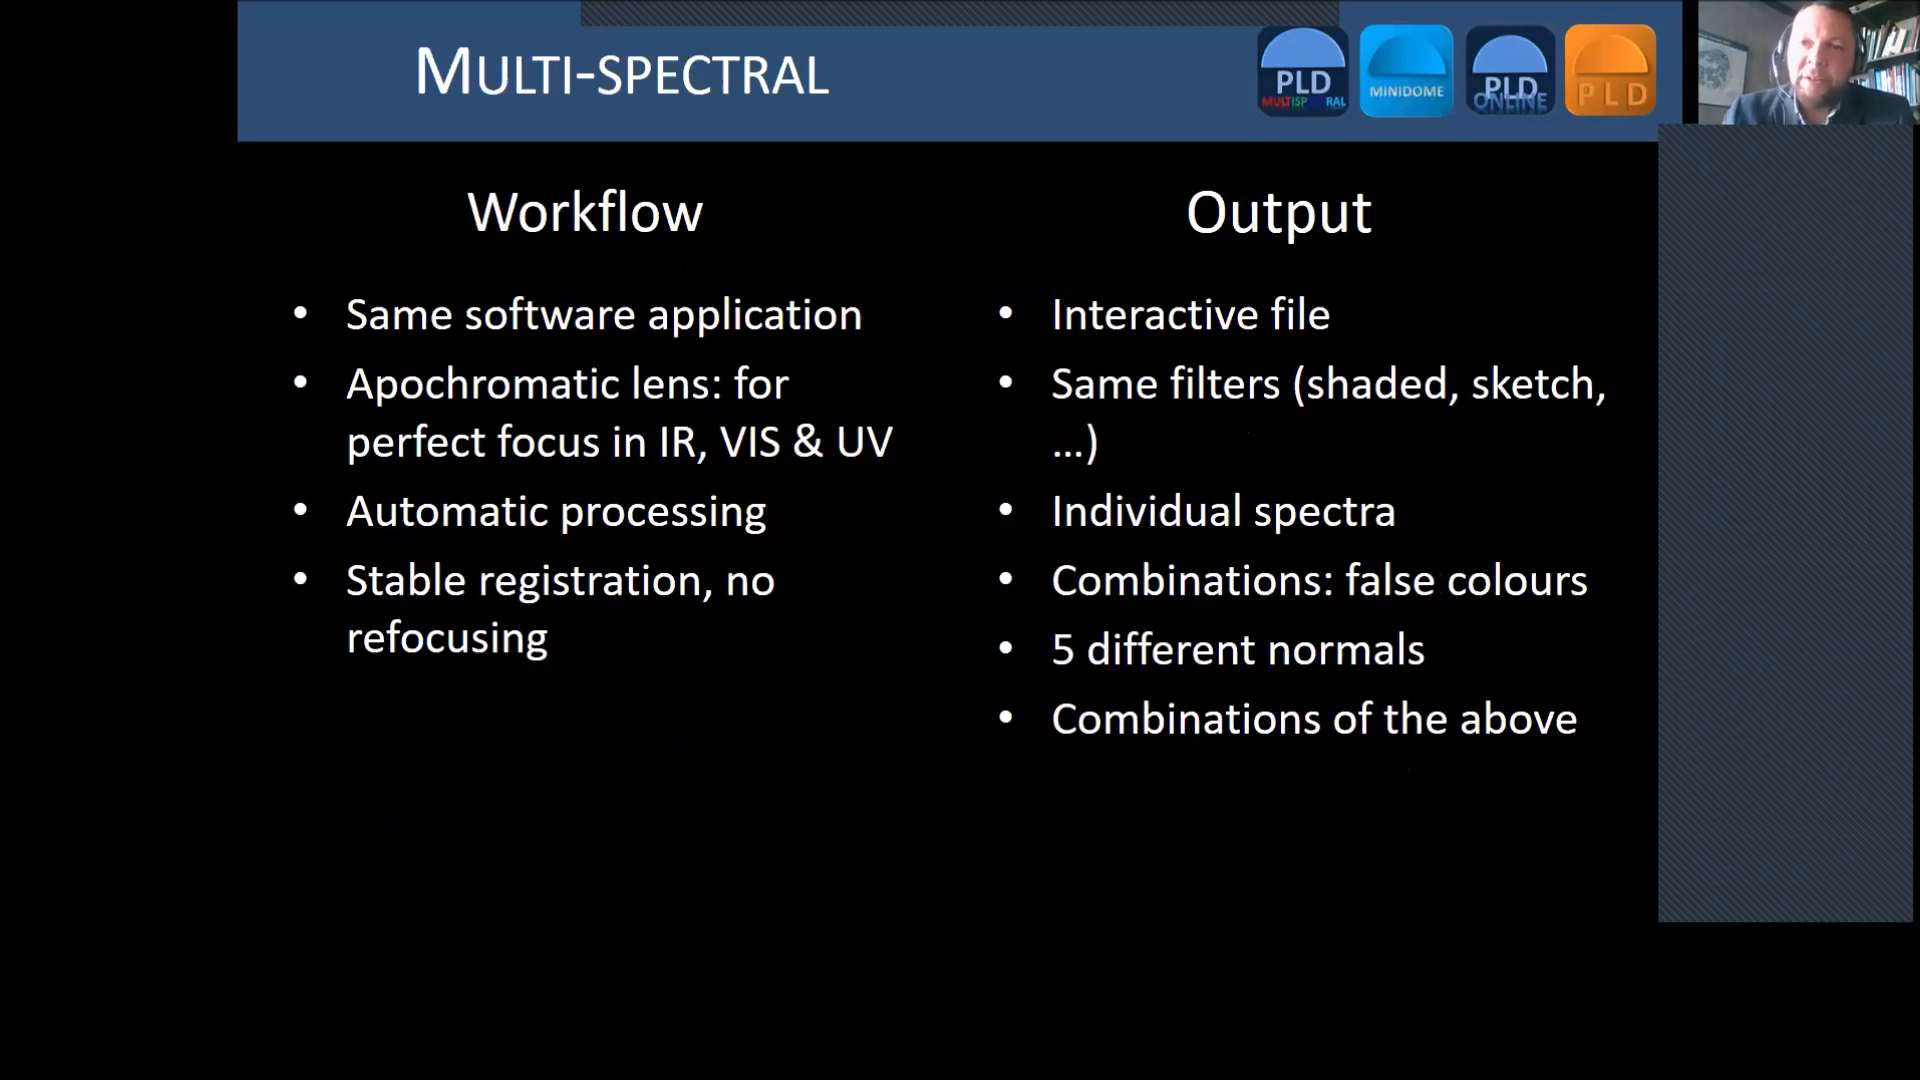 MULTI-SPECTRAL
PLD
MULTISPECTRAL
MINIDOME
PLD
ONLINE
PLD
Workflow
• Same software application
• Apochromatic lens: for
perfect focus in IR, VIS & UV
• Automatic processing
• Stable registration, no
refocusing
Output
• Interactive file
• Same filters (shaded, sketch,
...)
• Individual spectra
• Combinations: false colours
• 5 different normals
• Combinations of the above